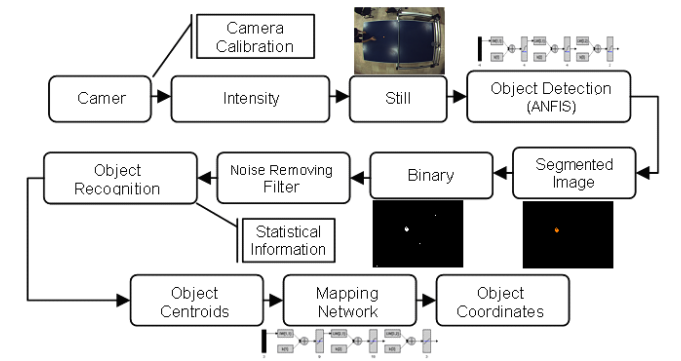 Camera
Calibration
Camer
Intensity
Still
Object Detection
(ANFIS)
Object
Recognition
Noise Removing
Filter
Binary
Segmented
Image
Statistical
Information
Object
Centroids
Mapping
Network
Object
Coordinates